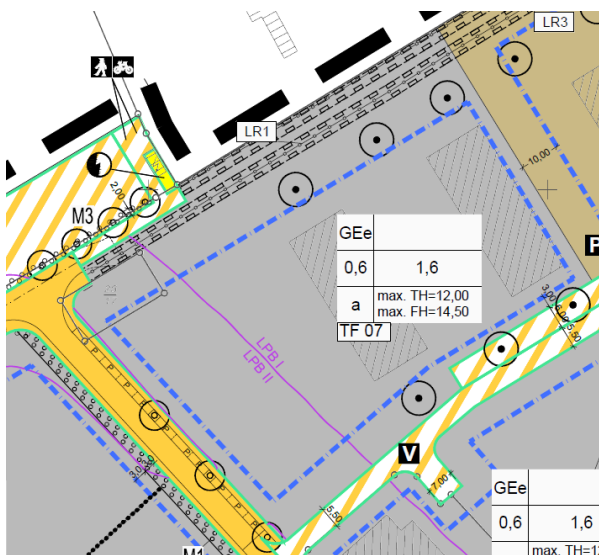 LR3
LR1
10,00
2,00
M3
GEe
0,6 1,6
a max. TH=12,00
max. FH=14,50
TF 07
P
3,00
6,00
5,50
LPB I
LPB II
P
P
P
P
P
V
7,00
5,50
GEe
0,6 1,6
M1